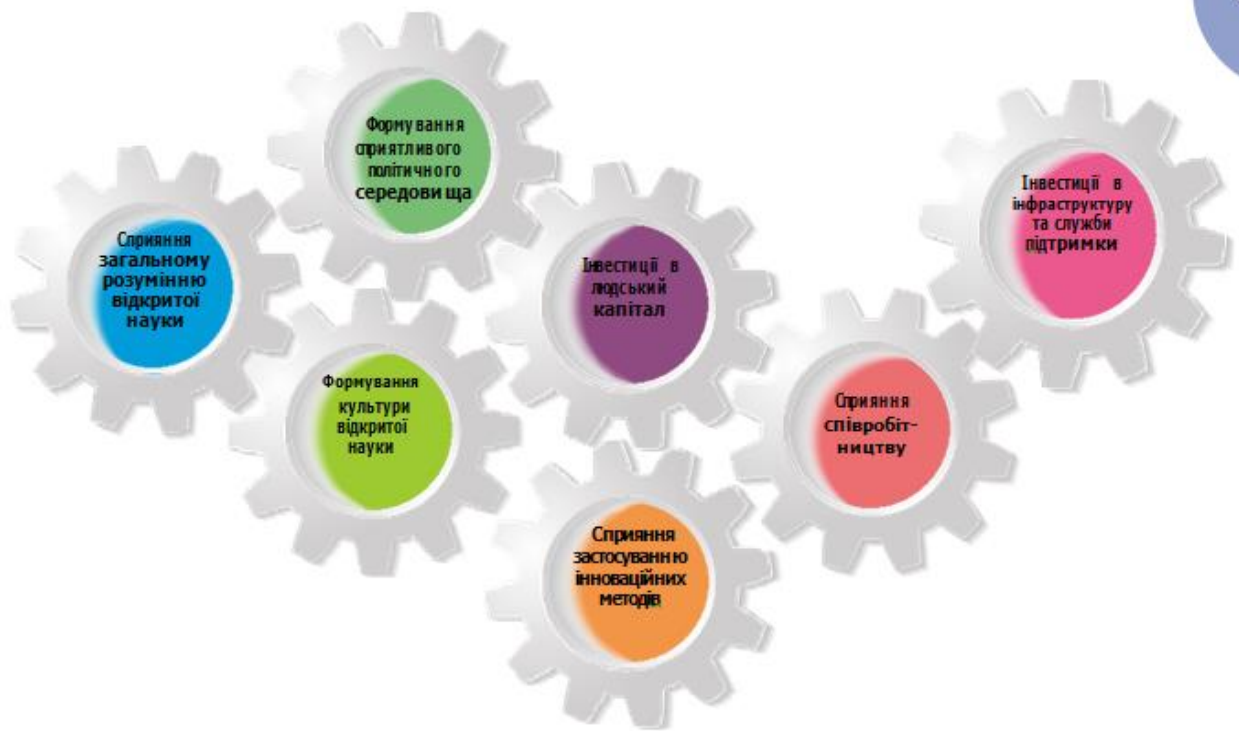 Формування
сприятливого
політичного
середовища
Сприяння
загальному
розумінню
відкритої
науки
Інвестиції в
людський
капітал
Інвестиції в
інфраструктуру
та служби
підтримки
Формування
культури
відкритої
науки
Сприяння
співробіт-
ництву
Сприяння
застосуванню
інноваційних
методів